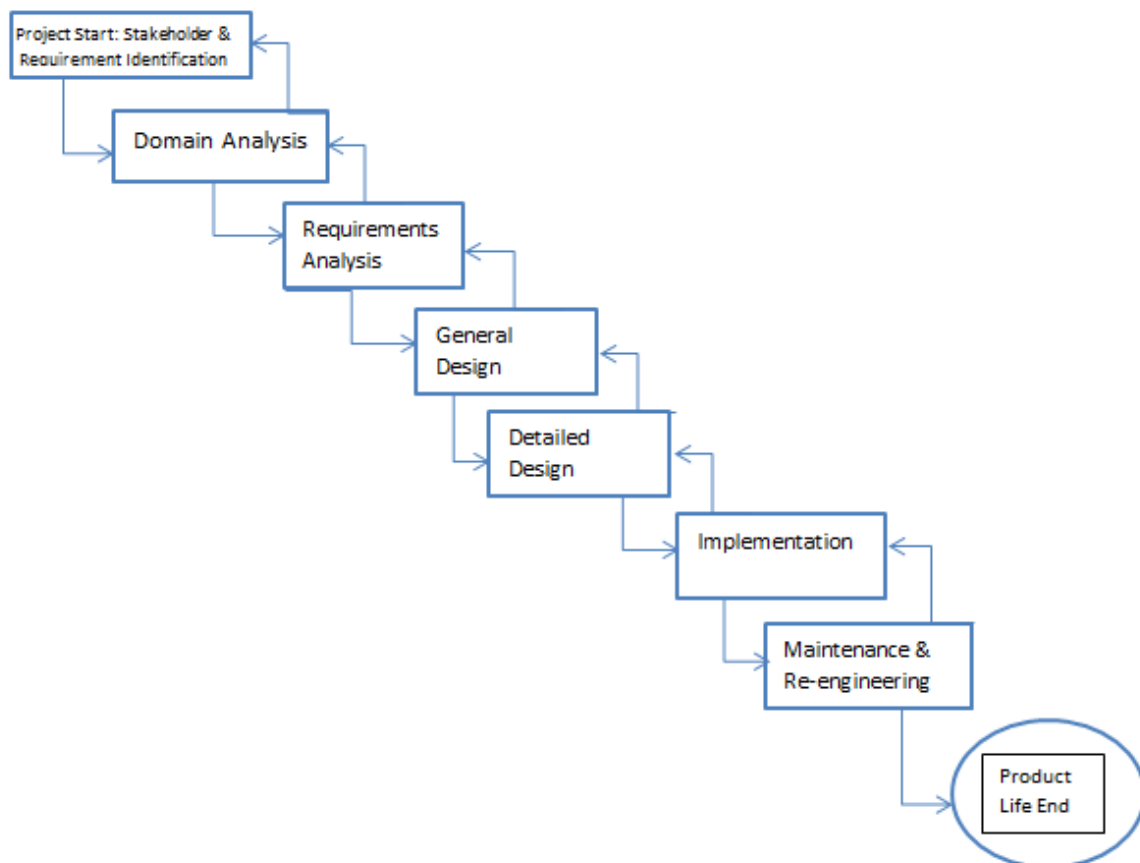 Project Start: Stakeholder &
Requirement Identification
Domain Analysis
Requirements
Analysis
General
Design
Detailed
Design
Implementation
Maintenance &
Re-engineering
Product
Life End